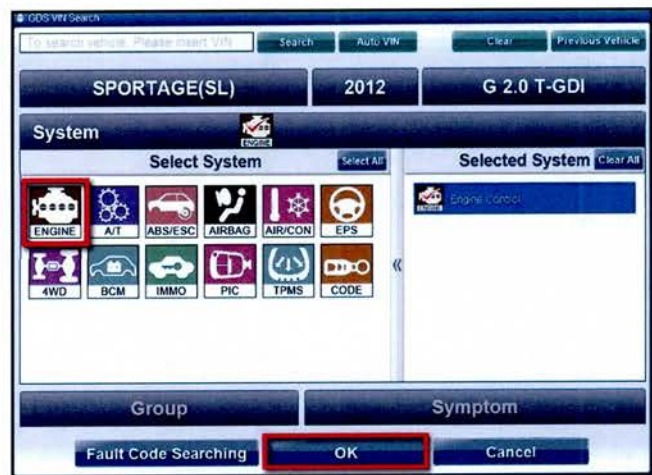 GDS VIN Search
To search vehicle, Please insert VIN Search Auto VIN Clear Previous Vehicle
SPORTAGE(SL) 2012 G 2.0 T-GDI
System ENGINE
Select System Select All Selected System Clear All
ENGINE A/T ABS/ESC AIRBAG AIR/CON EPS
ENGINE Engine Control
4WD BCM IMMO PIC TPMS CODE
«
Group Symptom
Fault Code Searching OK Cancel